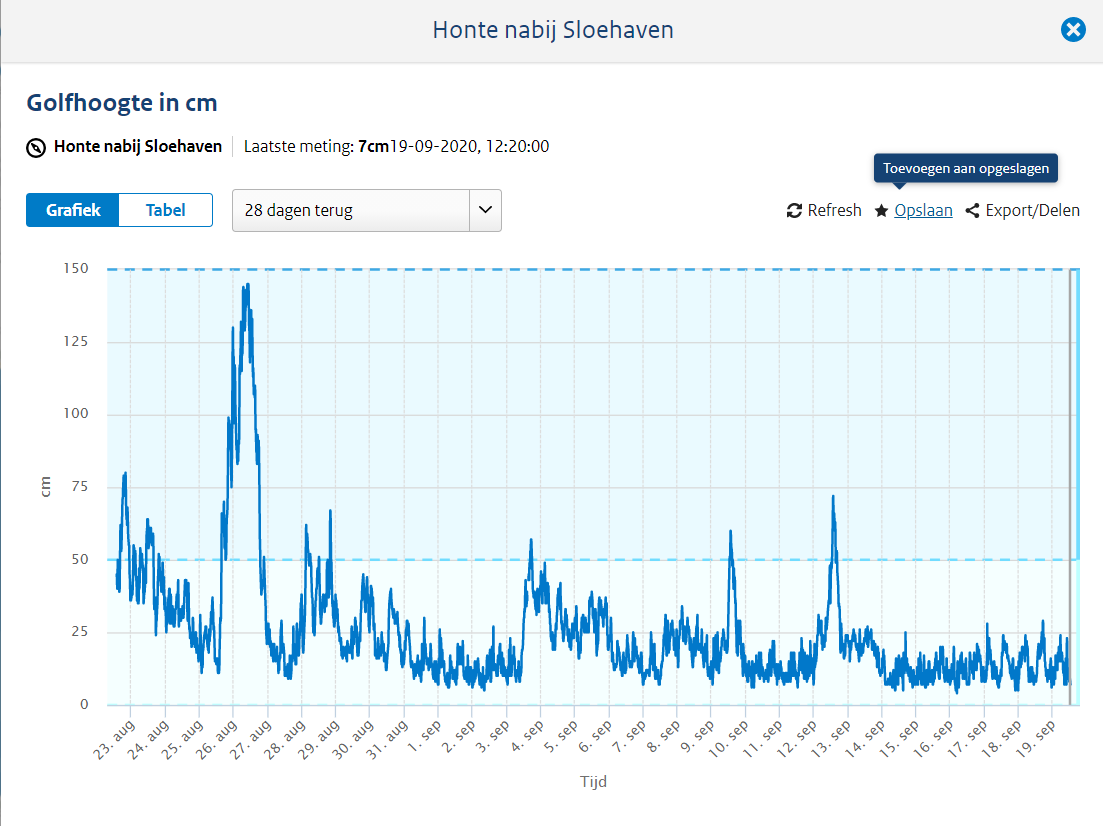 Honte nabij Sloehaven
Golfhoogte in cm
Honte nabij Sloehaven Laatste meting: 7cm19-09-2020, 12:20:00
Toevoegen aan opgeslagen
Grafiek Tabel 28 dagen terug Refresh Opslaan Export/Delen
150
125
100
75
50
25
0
cm
23. aug 24. aug 25. aug 26. aug 27. aug 28. aug 29. aug 30. aug 31. aug 1. sep 2. sep 3. sep 4. sep 5. sep 6. sep 7. sep 8. sep 9. sep 10. sep 11. sep 12. sep 13. sep 14. sep 15. sep 16. sep 17. sep 18. sep 19. sep
Tijd